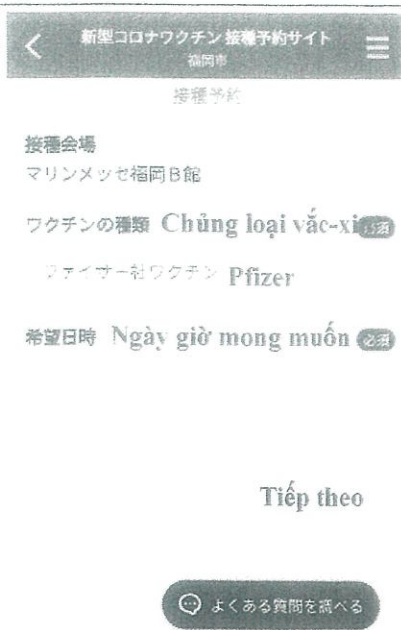 新型コロナワクチン 接種予約サイト
福岡市
接種予約
接種会場
マリンメッセ福岡B館
ワクチンの種類 Chủng loại vắc-xi 必須
ファイザー社ワクチン Pfizer
希望日時 Ngày giờ mong muốn 必須
Tiếp theo
よくある質問を調べる